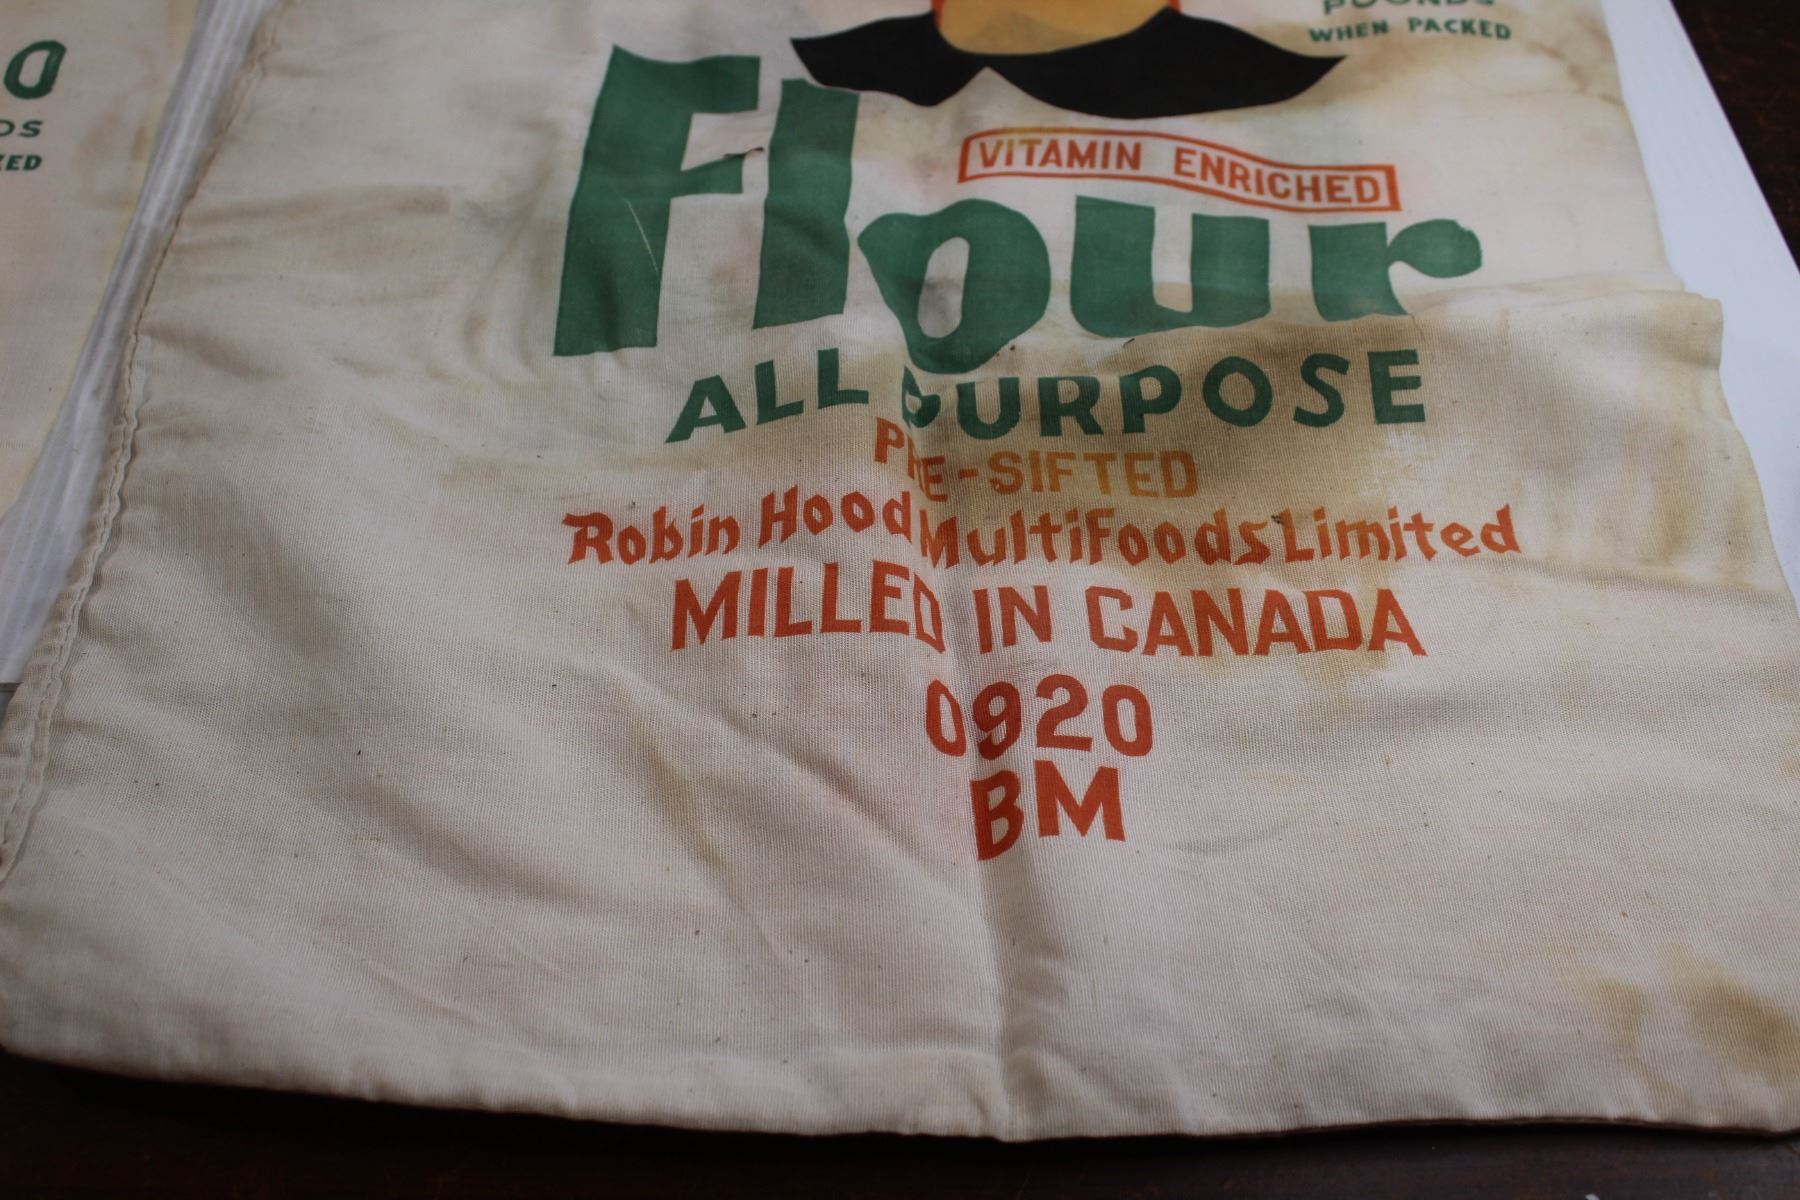 POUNDS
WHEN PACKED
VITAMIN ENRICHED
Flour
ALL PURPOSE
PRE-SIFTED
Robin Hood MultiFoods Limited
MILLED IN CANADA
0920
BM